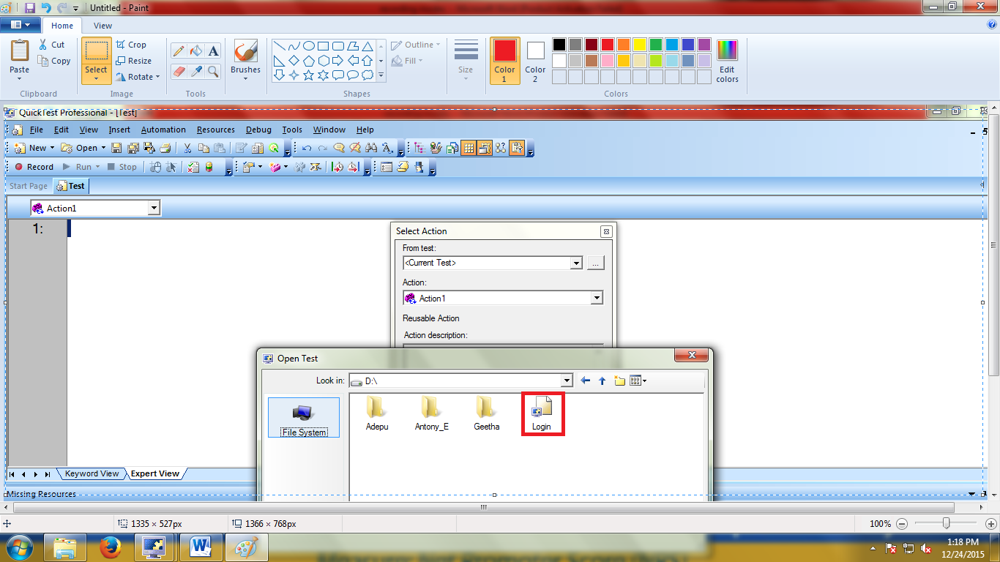 Untitled - Paint
Home View
Paste Cut Copy
Select Crop Resize Rotate
Brushes
Outline Fill
Size
Color 1 Color 2 Edit colors
Clipboard Image Tools Shapes Colors
QuickTest Professional - [Test]
File Edit View Insert Automation Resources Debug Tools Window Help
New Open
Record Run Stop
Start Page Test
Action1
1:
Select Action
From test:
<Current Test> ...
Action:
Action1
Reusable Action
Action description:
Open Test
Look in: D:\
File System
Adepu Antony_E Geetha Login
Keyword View Expert View
Missing Resources
1335 × 527px 1366 × 768px 100%
1:18 PM
12/24/2015